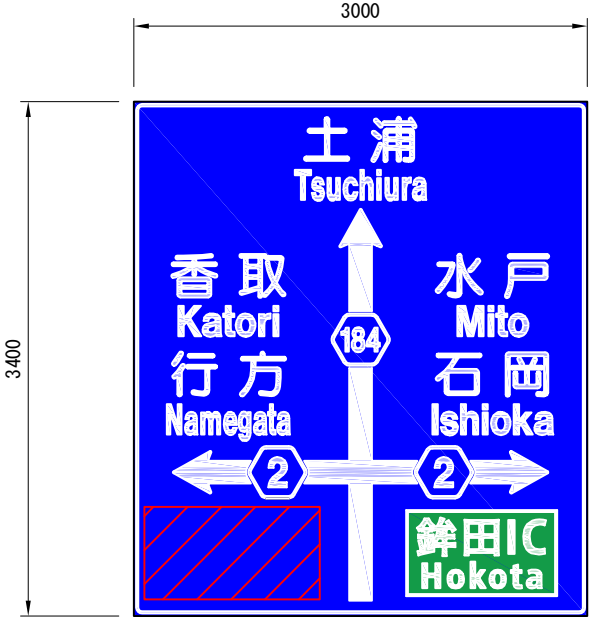 3000
3400
土浦
Tsuchiura
香取
Katori
行方
Namegata
水戸
Mito
石岡
Ishioka
184
2
2
鉾田IC
Hokota